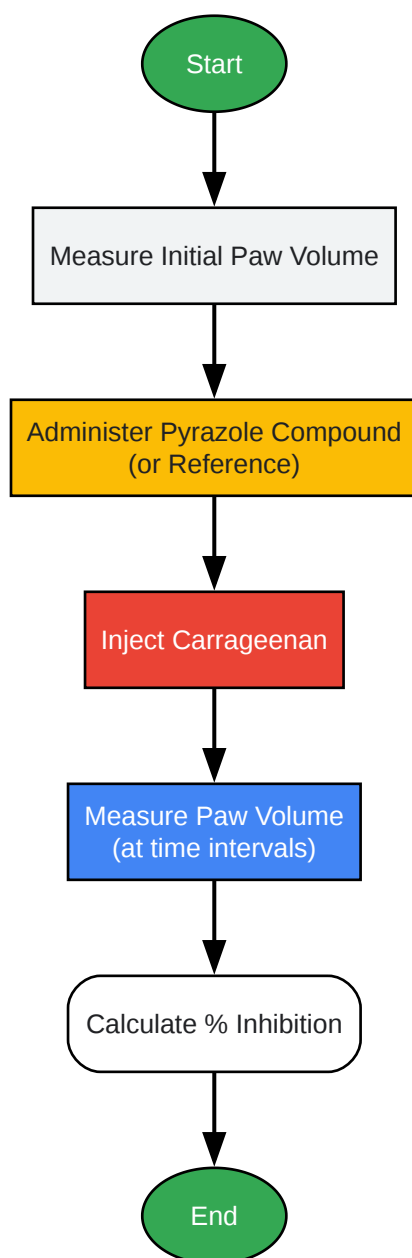 Start
Measure Initial Paw Volume
Administer Pyrazole Compound
(or Reference)
Inject Carrageenan
Measure Paw Volume
(at time intervals)
Calculate % Inhibition
End